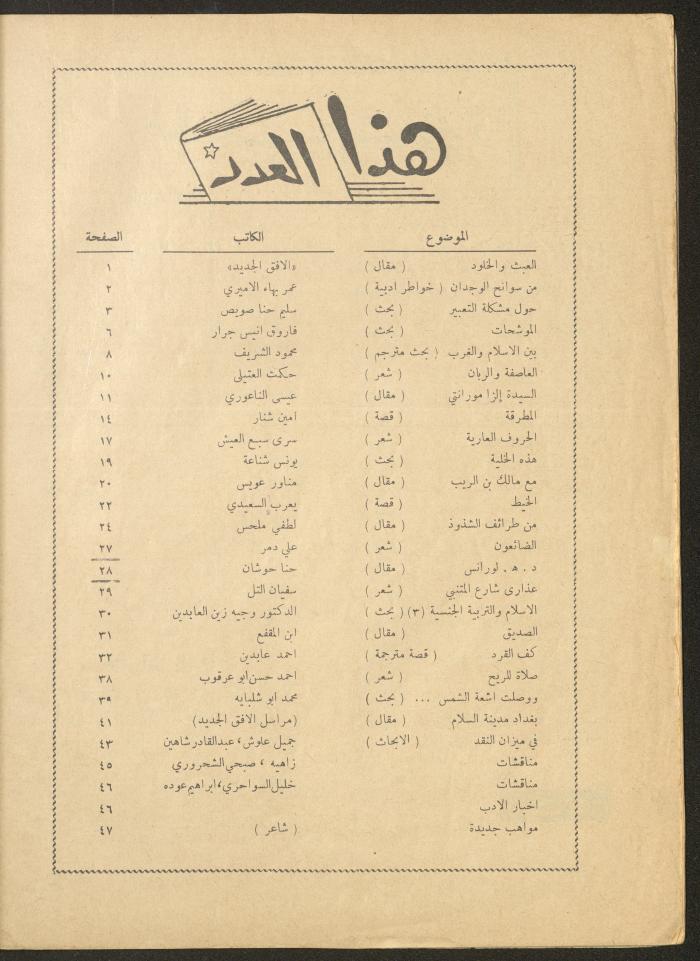 هذا العدد
الموضوع الكاتب الصفحة
العبث والخلود ( مقال ) «الافق الجديد» ١
من سوانح الوجدان ( خواطر ادبية ) عمر بهاء الاميري ٢
حول مشكلة التعبير ( بحث ) سليم حنا صويص ٣
الموشحات ( بحث ) فاروق انيس جرار ٦
بين الاسلام والغرب ( بحث مترجم ) محمود الشريف ٨
العاصفة والربان ( شعر ) حكمت العتيلي ١٠
السيدة إلزا مورانتي ( مقال ) عيسى الناعوري ١١
المطرقة ( قصة ) امين شنار ١٤
الحروف العارية ( شعر ) سرى سبع العيش ١٧
هذه الخلية ( بحث ) يونس شناعة ١٩
مع مالك بن الريب ( مقال ) مناور عويس ٢٠
الخيط ( قصة ) يعرب السعيدي ٢٢
من طرائف الشذوذ ( مقال ) لطفي ملحس ٢٤
الضائعون ( شعر ) علي دمر ٢٧
د . ه . لورانس ( مقال ) حنا حوشان ٢٨
عذارى شارع المتنبي ( شعر ) سفيان التل ٢٩
الاسلام والتربية الجنسية (٣) ( بحث ) الدكتور وجيه زين العابدين ٣٠
الصديق ( مقال ) ابن المقفع ٣١
كف القرد ( قصة مترجمة ) احمد عابدين ٣٢
صلاة للريح ( شعر ) احمد حسن ابو عرقوب ٣٨
ووصلت اشعة الشمس ... ( بحث ) محمد ابو شلبايه ٣٩
بغداد مدينة السلام ( مقال ) (مراسل الافق الجديد) ٤١
في ميزان النقد ( الابحاث ) جميل علوش ، عبدالقادر شاهين ٤٣
مناقشات زاهيه ، صبحي الشحروري ٤٥
مناقشات خليل السواحري ، ابراهيم عوده ٤٦
اخبار الادب ٤٦
مواهب جديدة ( شاعر ) ٤٧